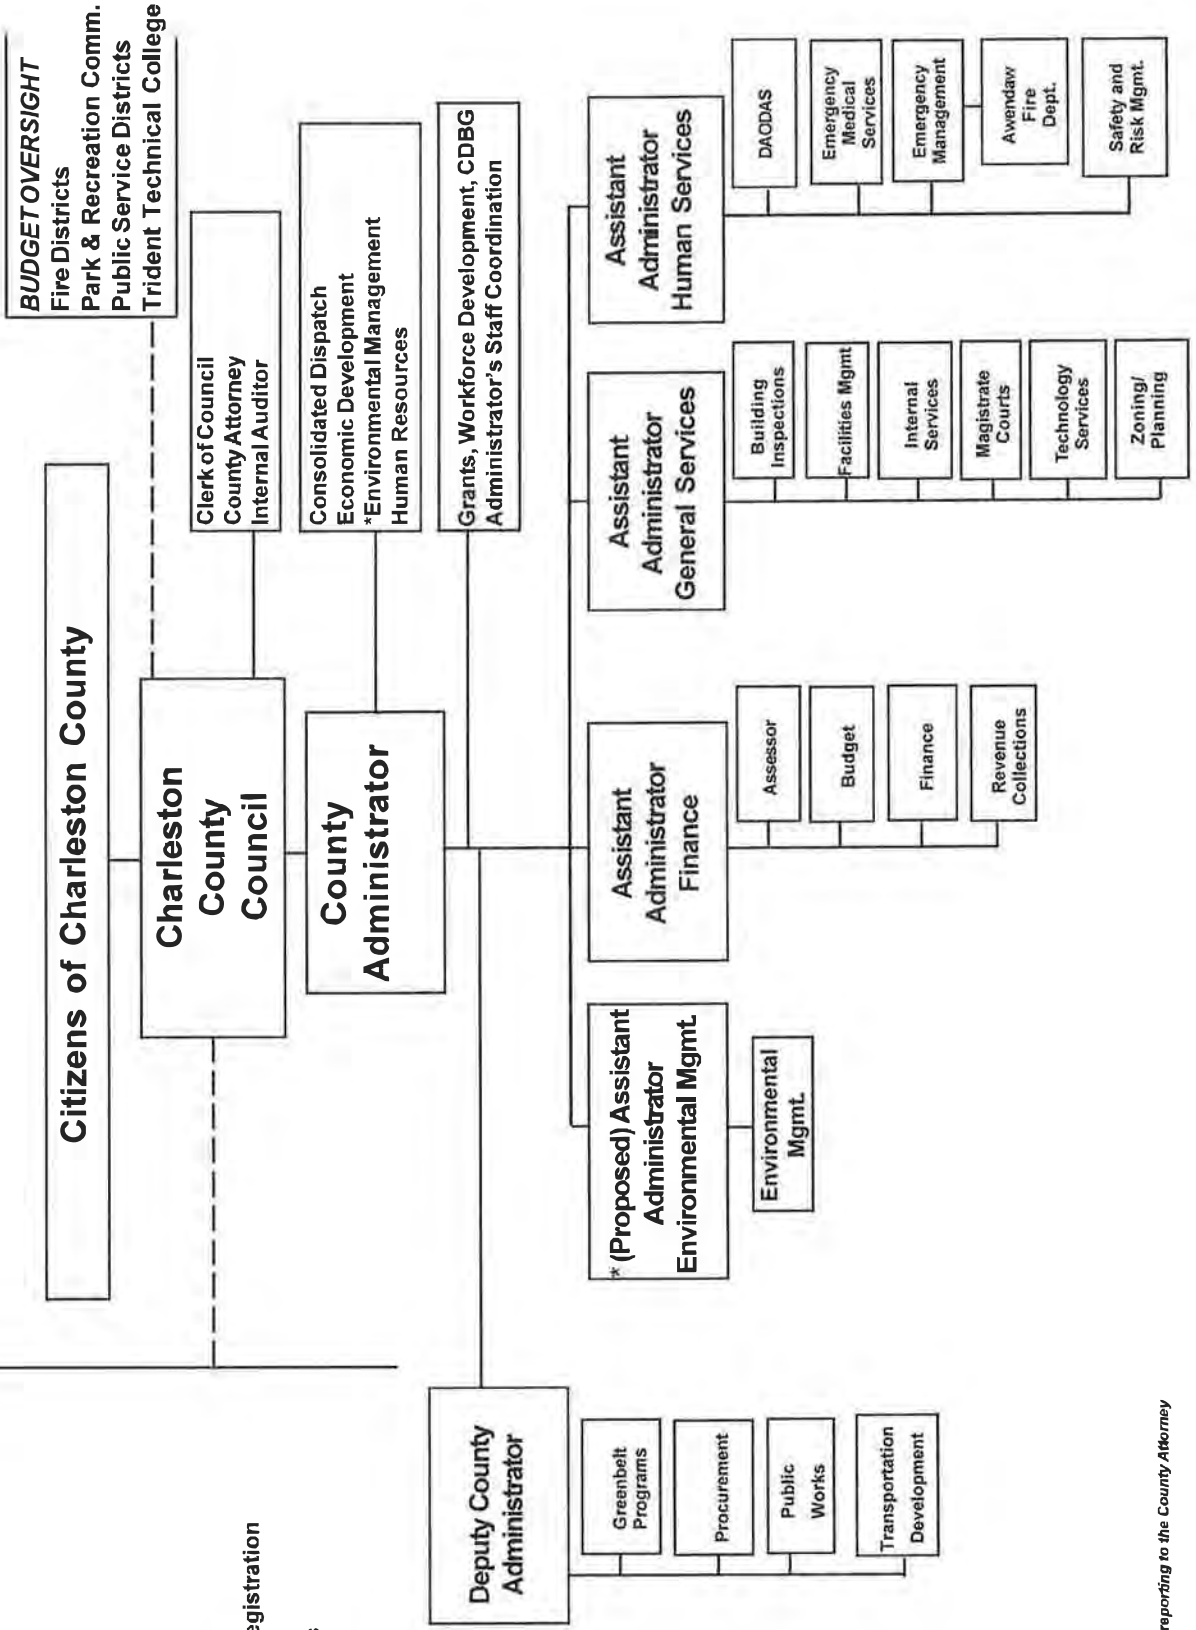 BUDGET OVERSIGHT
Fire Districts
Park & Recreation Comm.
Public Service Districts
Trident Technical College
Citizens of Charleston County
Charleston
County
Council
Clerk of Council
County Attorney
Internal Auditor
County
Administrator
Consolidated Dispatch
Economic Development
*Environmental Management
Human Resources
Grants, Workforce Development, CDBG
Administrator's Staff Coordination
egistration
Deputy County
Administrator
Greenbelt
Programs
Procurement
Public
Works
Transportation
Development
* (Proposed) Assistant
Administrator
Environmental Mgmt.
Environmental
Mgmt.
Assistant
Administrator
Finance
Assessor
Budget
Finance
Revenue
Collections
Assistant
Administrator
General Services
Building
Inspections
Facilities Mgmt
Internal
Services
Magistrate
Courts
Technology
Services
Zoning/
Planning
Assistant
Administrator
Human Services
DAODAS
Emergency
Medical
Services
Emergency
Management
Awendaw
Fire
Dept.
Safety and
Risk Mgmt.
reporting to the County Attorney